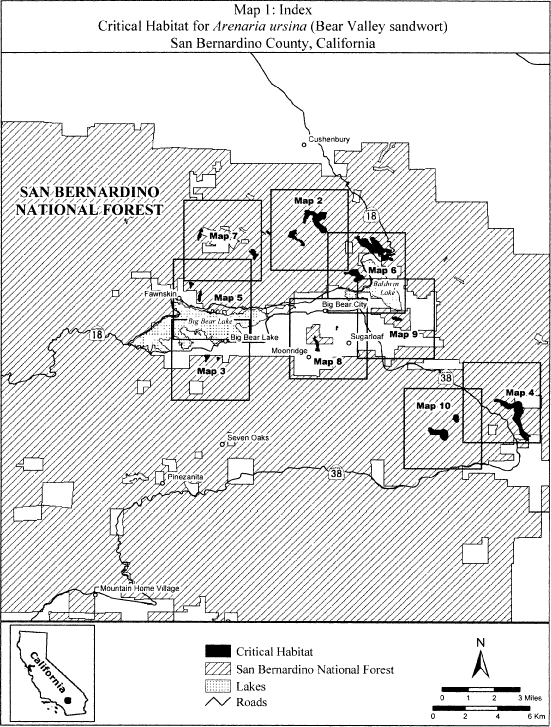 Map 1: Index
Critical Habitat for Arenaria ursina (Bear Valley sandwort)
San Bernardino County, California
Cushenbury
SAN BERNARDINO
NATIONAL FOREST
Map 2
18
Map 7
Map 6
Baldwin
Lake
Fawnskin
Map 5
Big Bear City
Big Bear Lake
18
Big Bear Lake
Sugarloaf
Map 9
Moonridge
Map 8
Map 3
38
Map 4
Map 10
Seven Oaks
Pinezanita
38
Mountain Home Village
California
Critical Habitat
San Bernardino National Forest
Lakes
Roads
N
0 1 2 3 Miles
0 2 4 6 Km